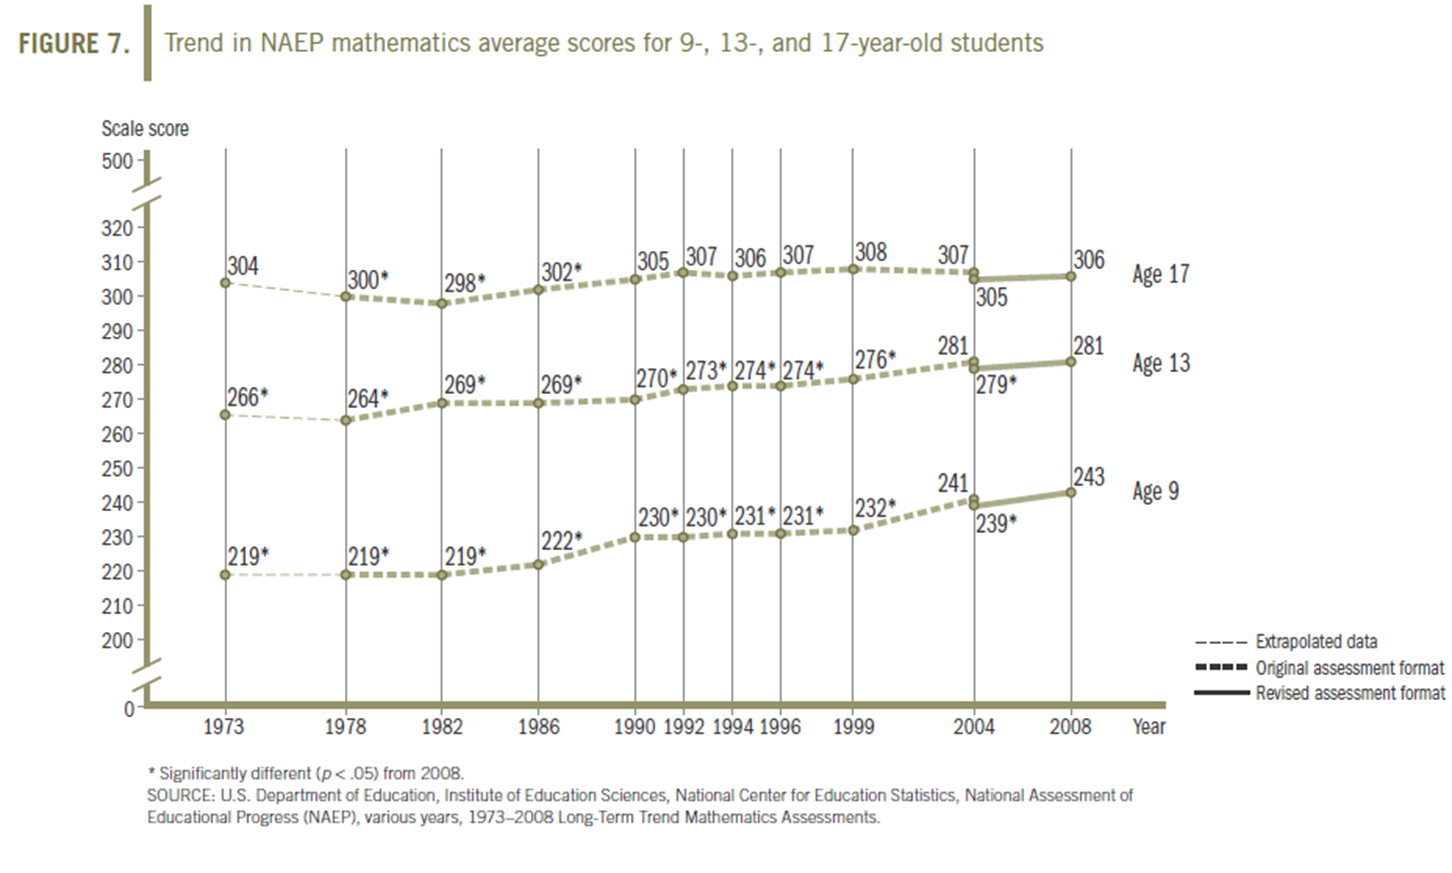 FIGURE 7. Trend in NAEP mathematics average scores for 9-, 13-, and 17-year-old students
Scale score
500
320
310
300
290
280
270
260
250
240
230
220
210
200
0
304 300* 298* 302* 305 307 306 307 308 307 305 306 Age 17
266* 264* 269* 269* 270* 273* 274* 274* 276* 281 279* 281 Age 13
219* 219* 219* 222* 230* 230* 231* 231* 232* 241 239* 243 Age 9
Extrapolated data
Original assessment format
Revised assessment format
1973 1978 1982 1986 1990 1992 1994 1996 1999 2004 2008 Year
* Significantly different (p < .05) from 2008.
SOURCE: U.S. Department of Education, Institute of Education Sciences, National Center for Education Statistics, National Assessment of
Educational Progress (NAEP), various years, 1973–2008 Long-Term Trend Mathematics Assessments.